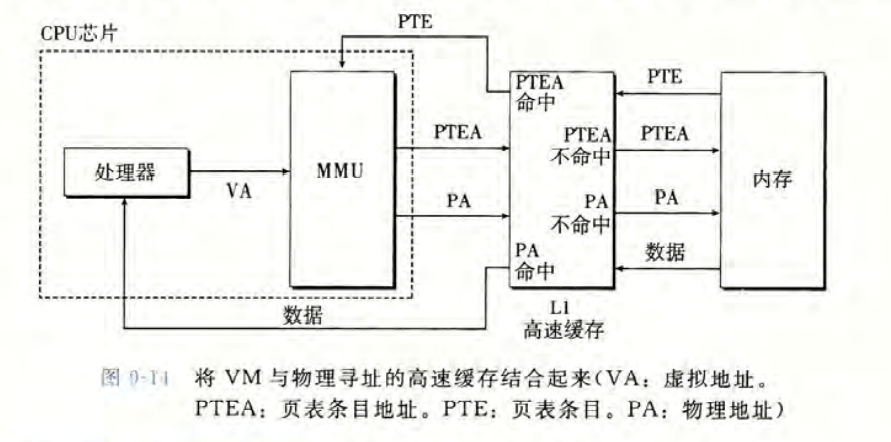 CPU芯片
PTE
PTEA
命中
PTE
PTEA
PTEA
不命中
PTEA
处理器
VA
MMU
内存
PA
PA
不命中
PA
PA
命中
数据
数据
L1
高速缓存
图 9-14 将 VM 与物理寻址的高速缓存结合起来(VA：虚拟地址。
PTEA：页表条目地址。PTE：页表条目。PA：物理地址)